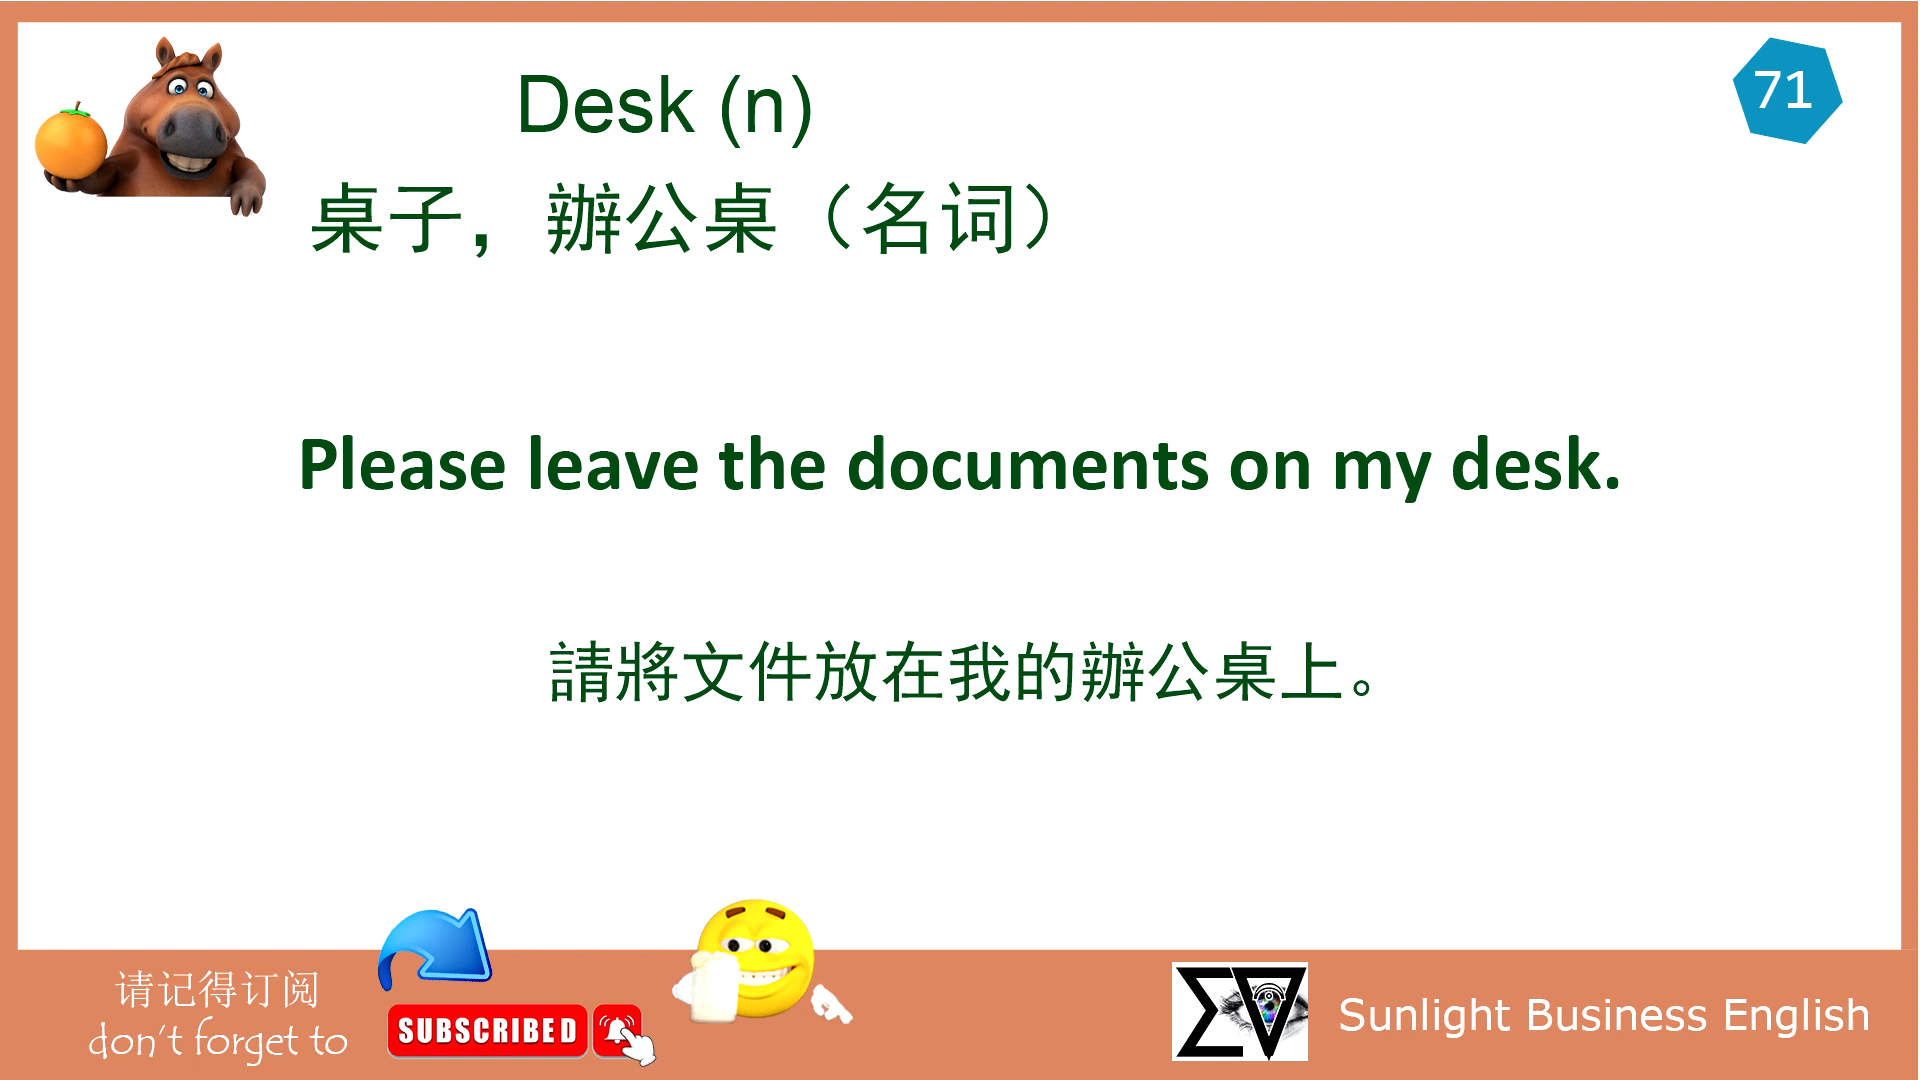 Desk (n)
71
桌子，辦公桌（名词）
Please leave the documents on my desk.
請將文件放在我的辦公桌上。
请记得订阅
don't forget to
SUBSCRIBED
Sunlight Business English